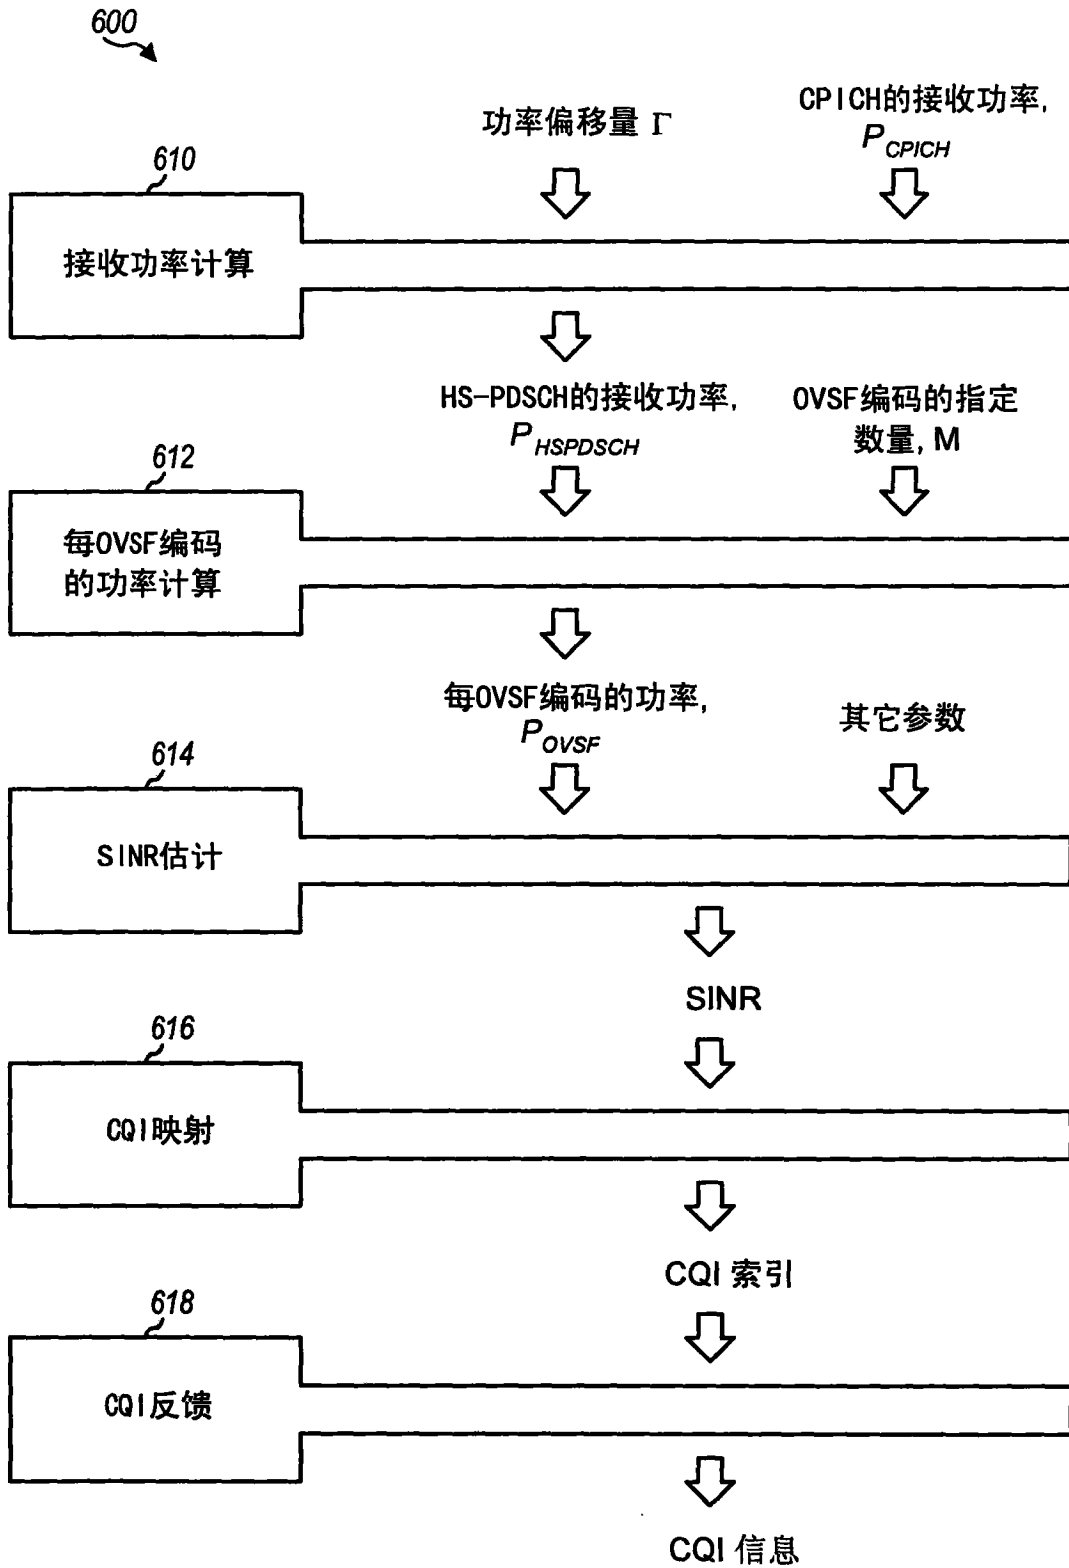 600
功率偏移量 Γ
CPICH的接收功率,
P_CPICH
610
接收功率计算
HS-PDSCH的接收功率,
P_HSPDSCH
OVSF编码的指定
数量, M
612
每OVSF编码
的功率计算
每OVSF编码的功率,
P_OVSF
其它参数
614
SINR估计
SINR
616
CQI映射
CQI 索引
618
CQI反馈
CQI 信息